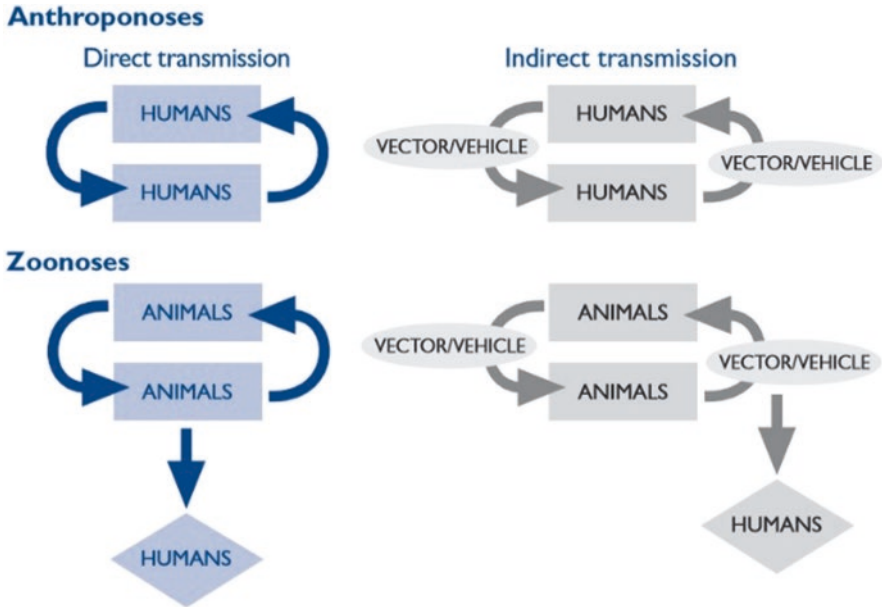 Anthroponoses
Direct transmission
Indirect transmission
HUMANS
HUMANS
HUMANS
VECTOR/VEHICLE
VECTOR/VEHICLE
HUMANS
HUMANS
Zoonoses
ANIMALS
ANIMALS
ANIMALS
VECTOR/VEHICLE
VECTOR/VEHICLE
ANIMALS
HUMANS
HUMANS